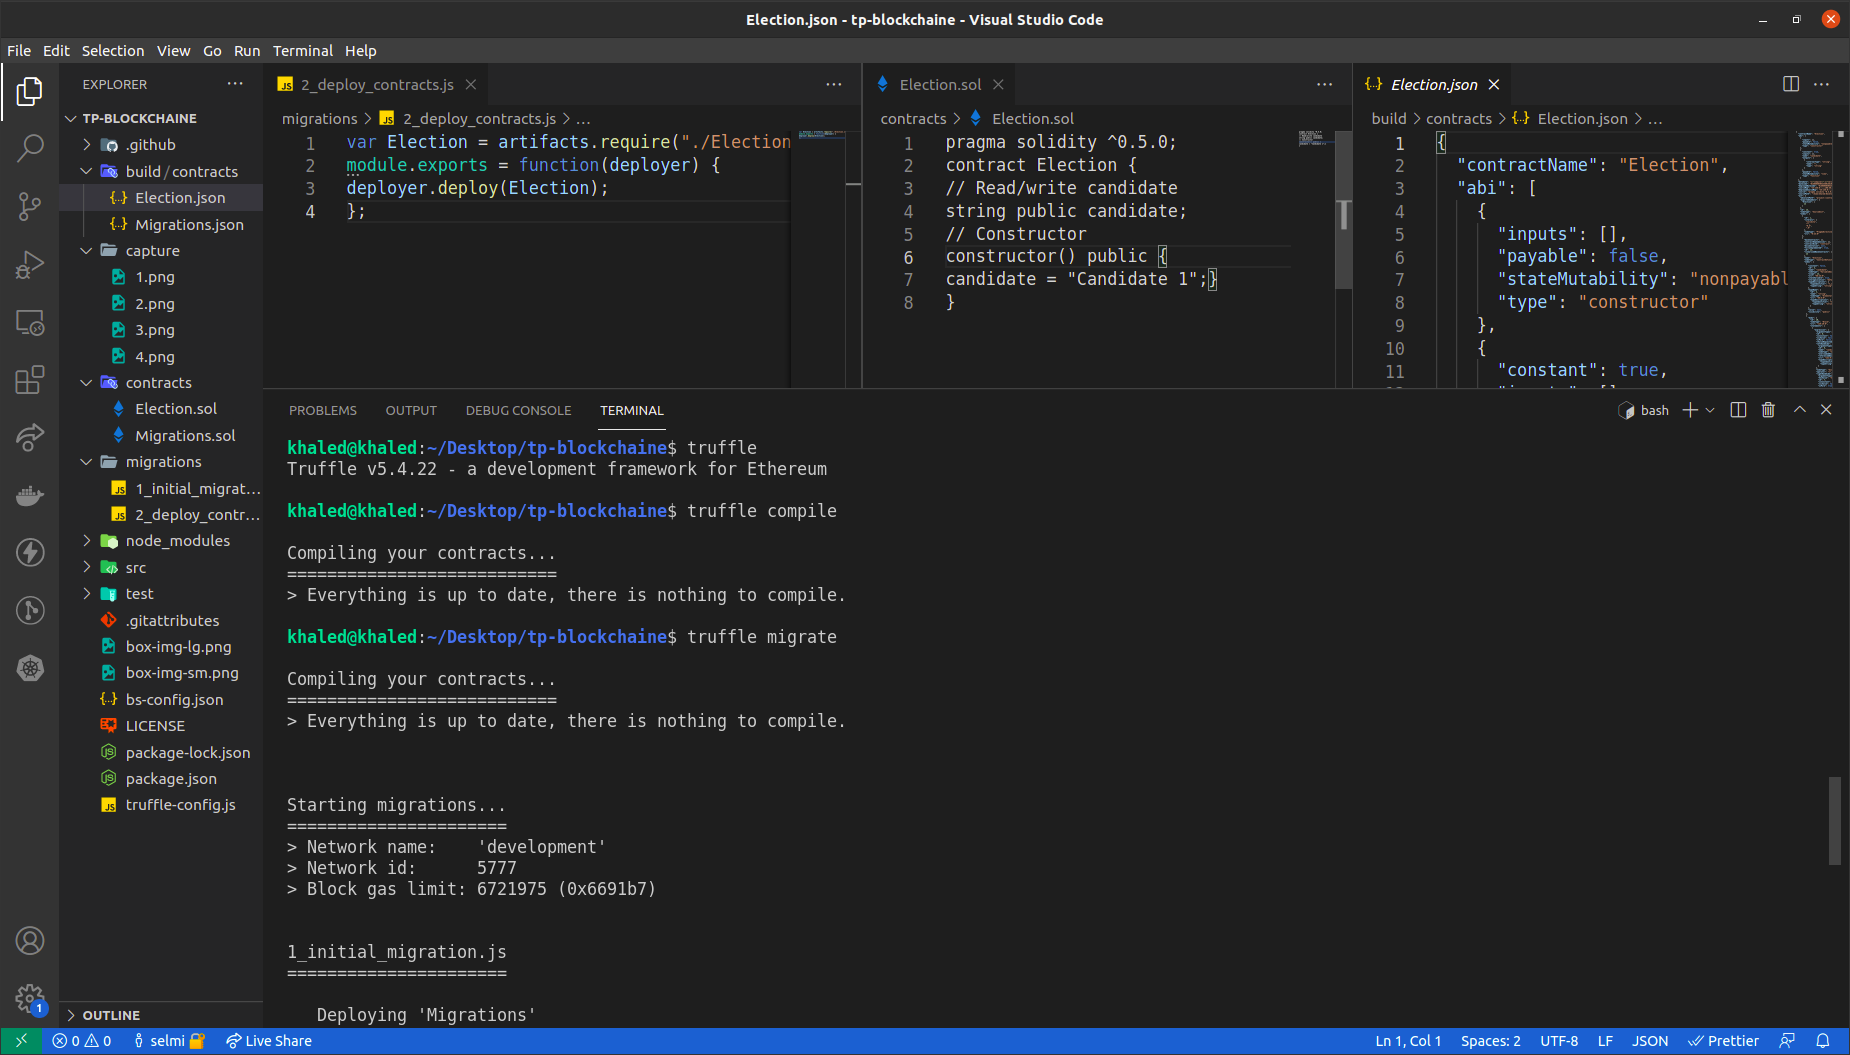 Election.json - tp-blockchaine - Visual Studio Code
File Edit Selection View Go Run Terminal Help
EXPLORER
TP-BLOCKCHAINE
.github
build/contracts
Election.json
Migrations.json
capture
1.png
2.png
3.png
4.png
contracts
Election.sol
Migrations.sol
migrations
1_initial_migrat...
2_deploy_contr...
node_modules
src
test
.gitattributes
box-img-lg.png
box-img-sm.png
bs-config.json
LICENSE
package-lock.json
package.json
truffle-config.js
OUTLINE
2_deploy_contracts.js
migrations > 2_deploy_contracts.js > ...
1 var Election = artifacts.require("./Election
2 module.exports = function(deployer) {
3 deployer.deploy(Election);
4 };
Election.sol
contracts > Election.sol
1 pragma solidity ^0.5.0;
2 contract Election {
3 // Read/write candidate
4 string public candidate;
5 // Constructor
6 constructor() public {
7 candidate = "Candidate 1";}
8 }
Election.json
build > contracts > Election.json > ...
1 {
2 "contractName": "Election",
3 "abi": [
4 {
5 "inputs": [],
6 "payable": false,
7 "stateMutability": "nonpayabl
8 "type": "constructor"
9 },
10 {
11 "constant": true,
PROBLEMS OUTPUT DEBUG CONSOLE TERMINAL
bash
khaled@khaled:~/Desktop/tp-blockchaine$ truffle
Truffle v5.4.22 - a development framework for Ethereum
khaled@khaled:~/Desktop/tp-blockchaine$ truffle compile
Compiling your contracts...
===========================
> Everything is up to date, there is nothing to compile.
khaled@khaled:~/Desktop/tp-blockchaine$ truffle migrate
Compiling your contracts...
===========================
> Everything is up to date, there is nothing to compile.
Starting migrations...
======================
> Network name:    'development'
> Network id:      5777
> Block gas limit: 6721975 (0x6691b7)
1_initial_migration.js
======================
Deploying 'Migrations'
1
0 0 selmi Live Share
Ln 1, Col 1 Spaces: 2 UTF-8 LF JSON Prettier